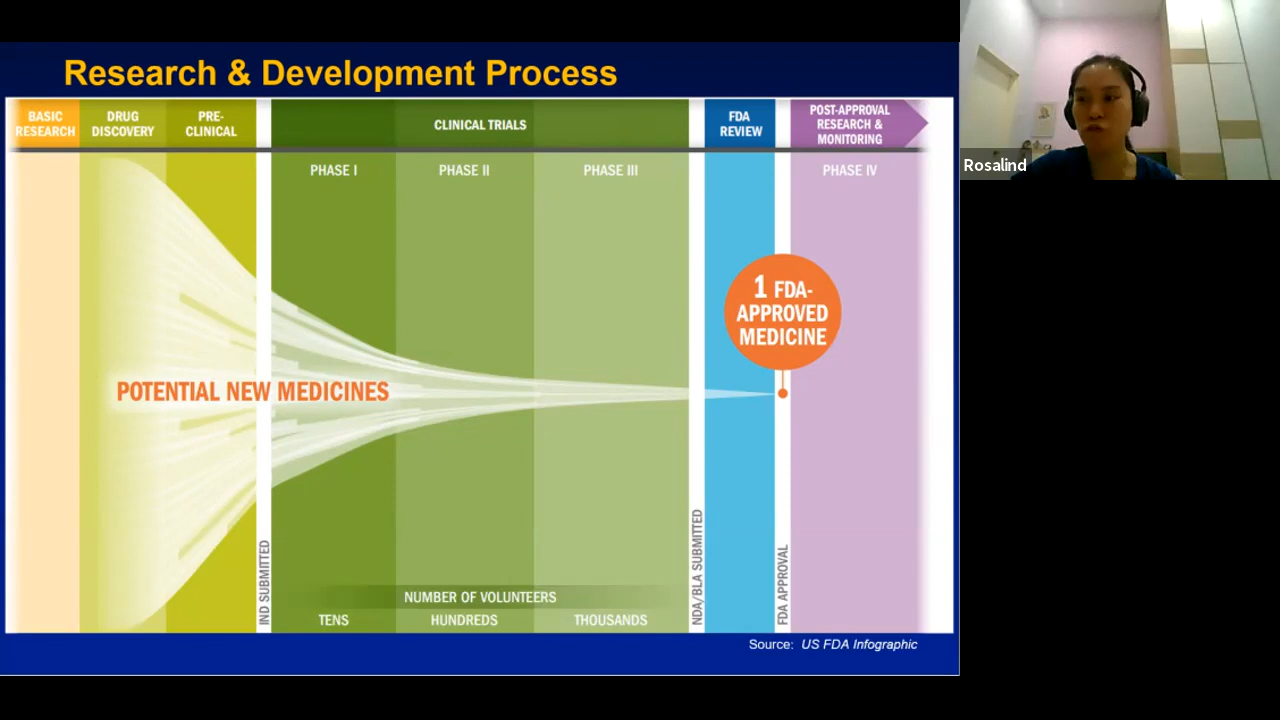 Research & Development Process
BASIC
RESEARCH
DRUG
DISCOVERY
PRE-
CLINICAL
CLINICAL TRIALS
FDA
REVIEW
POST-APPROVAL
RESEARCH &
MONITORING
PHASE I
PHASE II
PHASE III
PHASE IV
1 FDA-
APPROVED
MEDICINE
POTENTIAL NEW MEDICINES
IND SUBMITTED
NDA/BLA SUBMITTED
FDA APPROVAL
NUMBER OF VOLUNTEERS
TENS
HUNDREDS
THOUSANDS
Source: US FDA Infographic
Rosalind